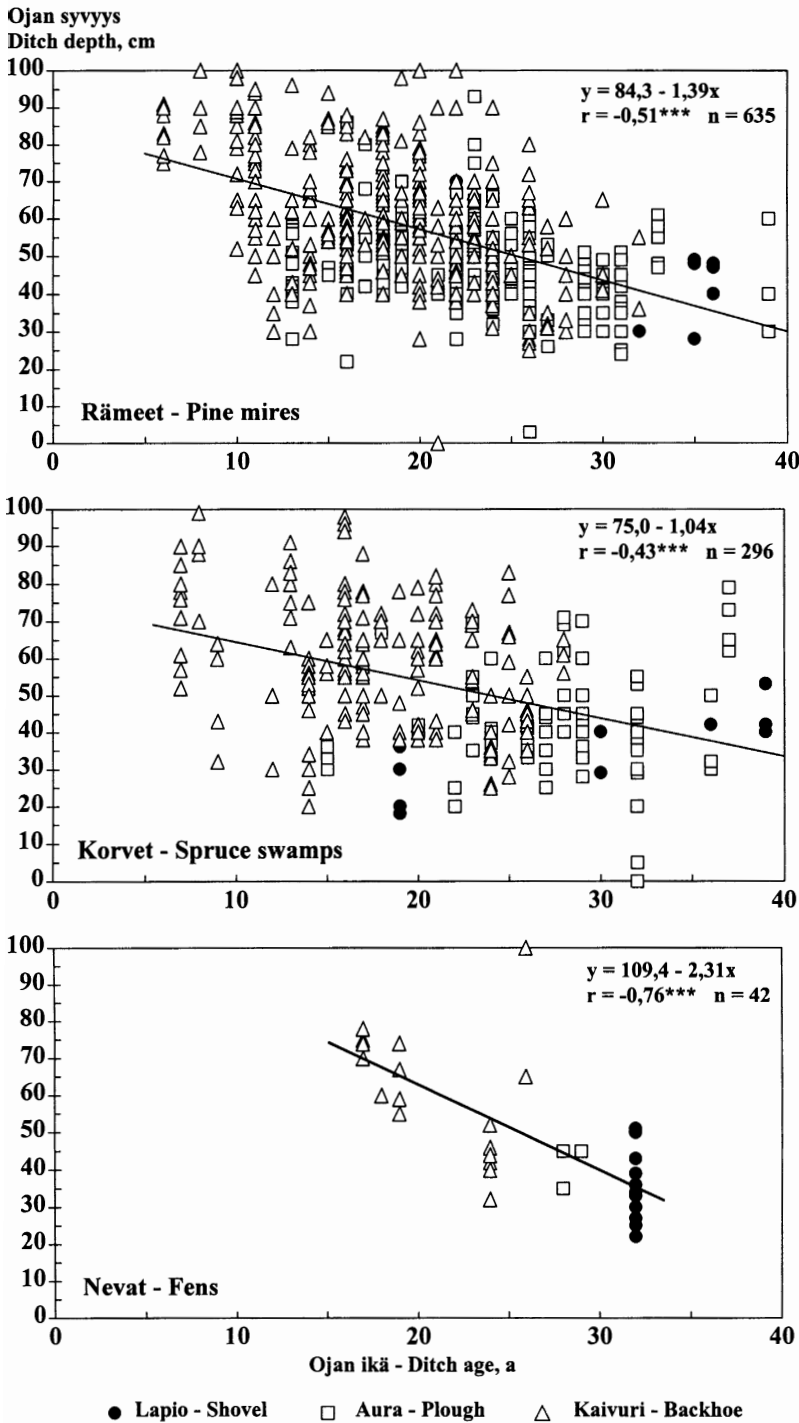 Ojan syvyys
Ditch depth, cm
100
90
80
70
60
50
40
30
20
10
0
y = 84,3 - 1,39x
r = -0,51*** n = 635
Rämeet - Pine mires
0 10 20 30 40
100
90
80
70
60
50
40
30
20
10
0
y = 75,0 - 1,04x
r = -0,43*** n = 296
Korvet - Spruce swamps
0 10 20 30 40
100
90
80
70
60
50
40
30
20
10
0
y = 109,4 - 2,31x
r = -0,76*** n = 42
Nevat - Fens
0 10 20 30 40
Ojan ikä - Ditch age, a
Lapio - Shovel Aura - Plough Kaivuri - Backhoe